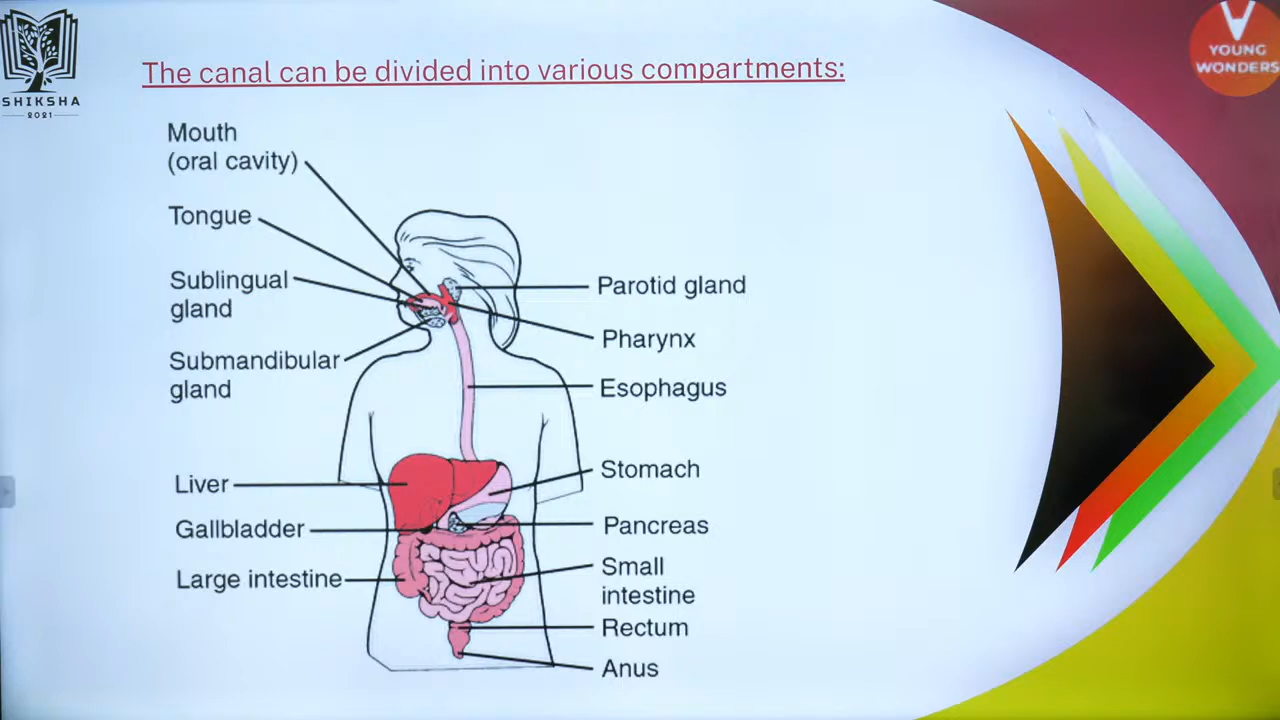 SHIKSHA
2021
YOUNG
WONDERS
The canal can be divided into various compartments:
Mouth
(oral cavity)
Tongue
Sublingual
gland
Submandibular
gland
Liver
Gallbladder
Large intestine
Parotid gland
Pharynx
Esophagus
Stomach
Pancreas
Small
intestine
Rectum
Anus